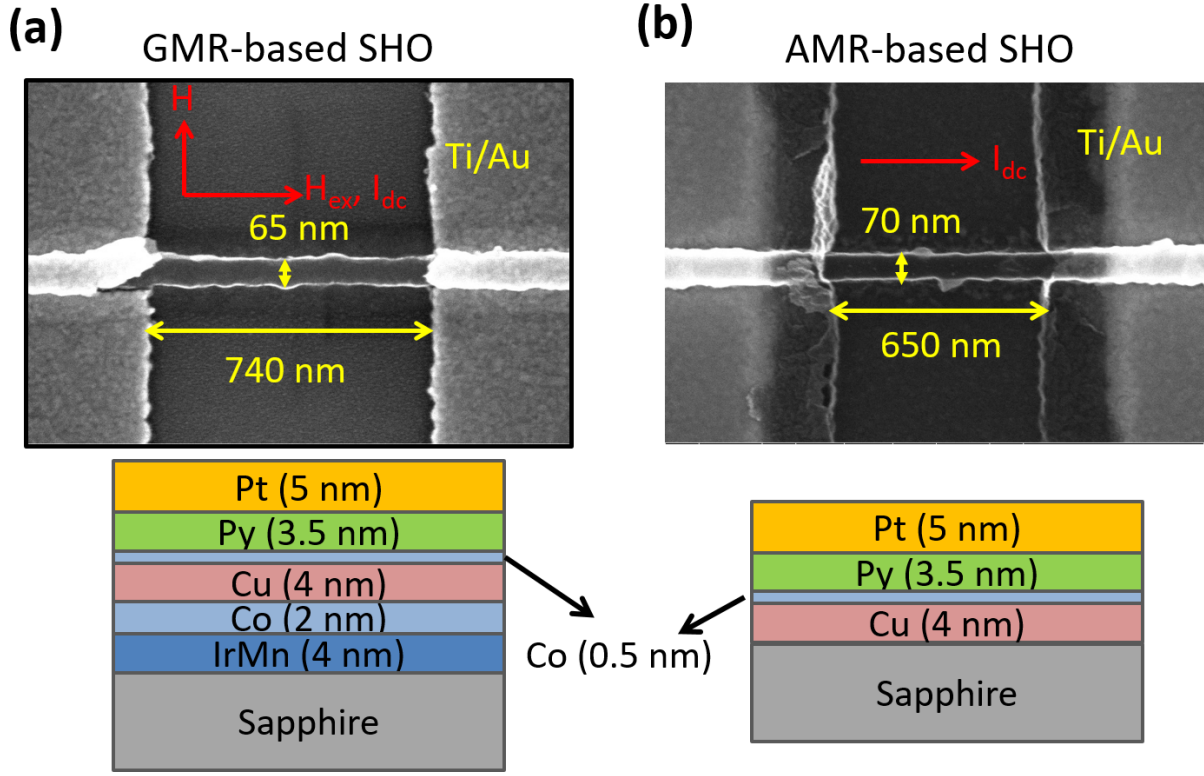 (a)
GMR-based SHO
H
Ti/Au
Hex, Idc
65 nm
740 nm
Pt (5 nm)
Py (3.5 nm)
Cu (4 nm)
Co (2 nm)
IrMn (4 nm)
Sapphire
Co (0.5 nm)
(b)
AMR-based SHO
Ti/Au
Idc
70 nm
650 nm
Pt (5 nm)
Py (3.5 nm)
Cu (4 nm)
Sapphire